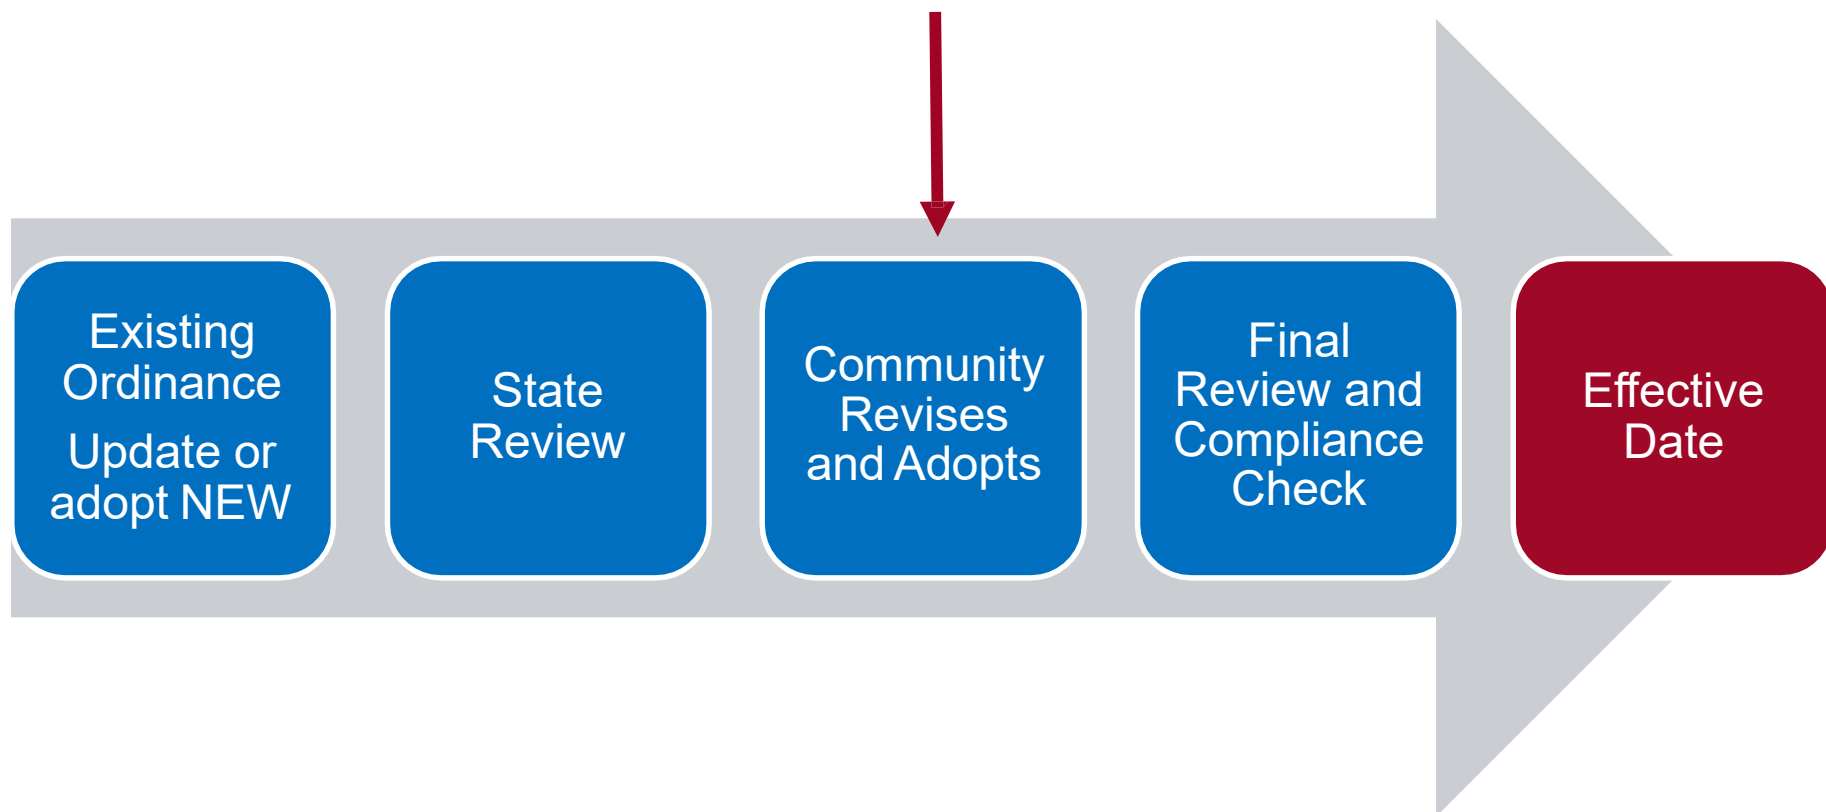 Existing
Ordinance
Update or
adopt NEW
State
Review
Community
Revises
and Adopts
Final
Review and
Compliance
Check
Effective
Date